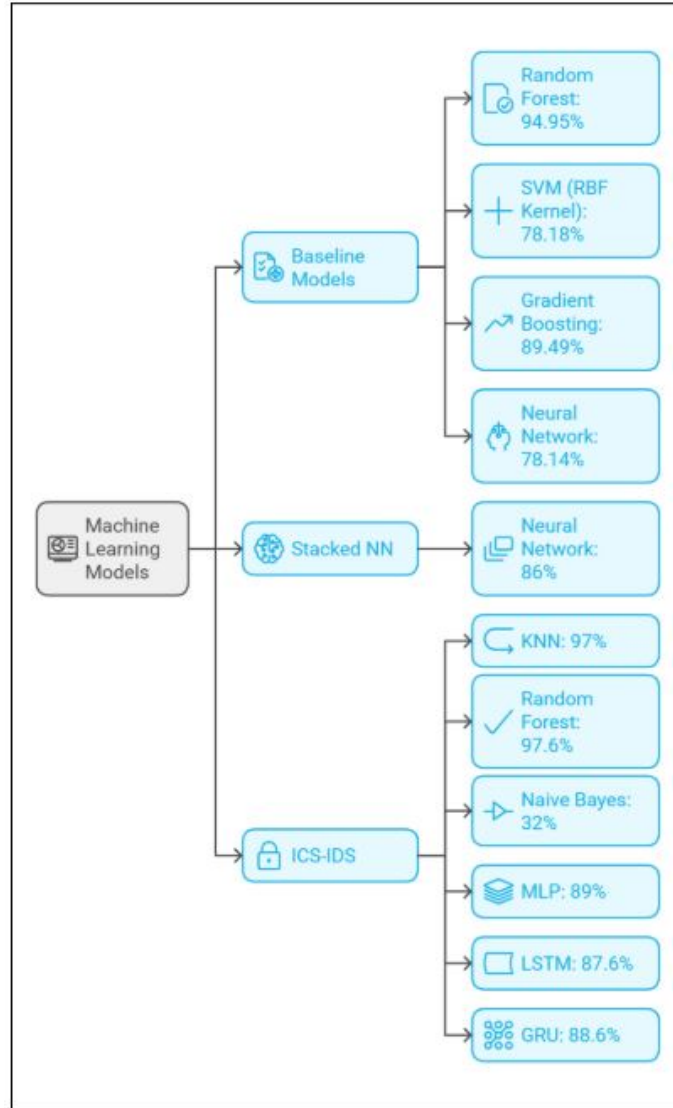 Random
Forest:
94.95%
SVM (RBF
Kernel):
78.18%
Baseline
Models
Gradient
Boosting:
89.49%
Neural
Network:
78.14%
Machine
Learning
Models
Stacked NN
Neural
Network:
86%
KNN: 97%
Random
Forest:
97.6%
Naive Bayes:
32%
ICS-IDS
MLP: 89%
LSTM: 87.6%
GRU: 88.6%